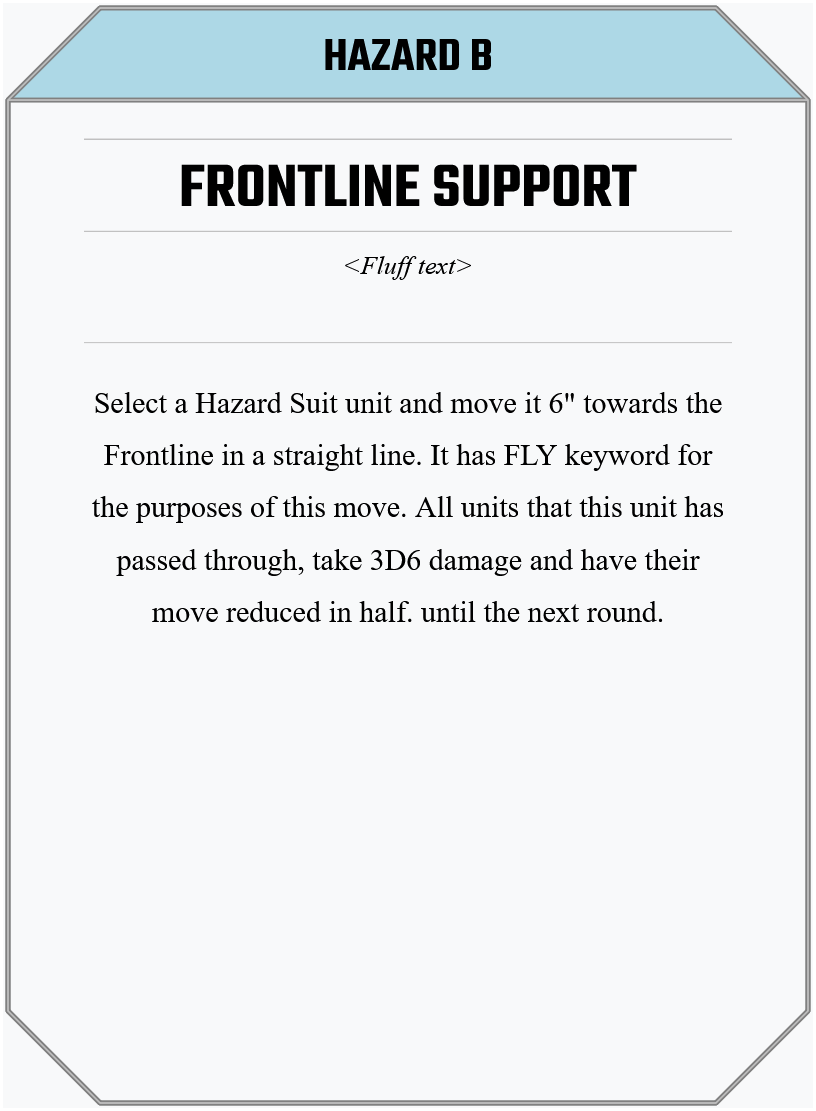 HAZARD B
FRONTLINE SUPPORT
<Fluff text>
Select a Hazard Suit unit and move it 6" towards the
Frontline in a straight line. It has FLY keyword for
the purposes of this move. All units that this unit has
passed through, take 3D6 damage and have their
move reduced in half. until the next round.